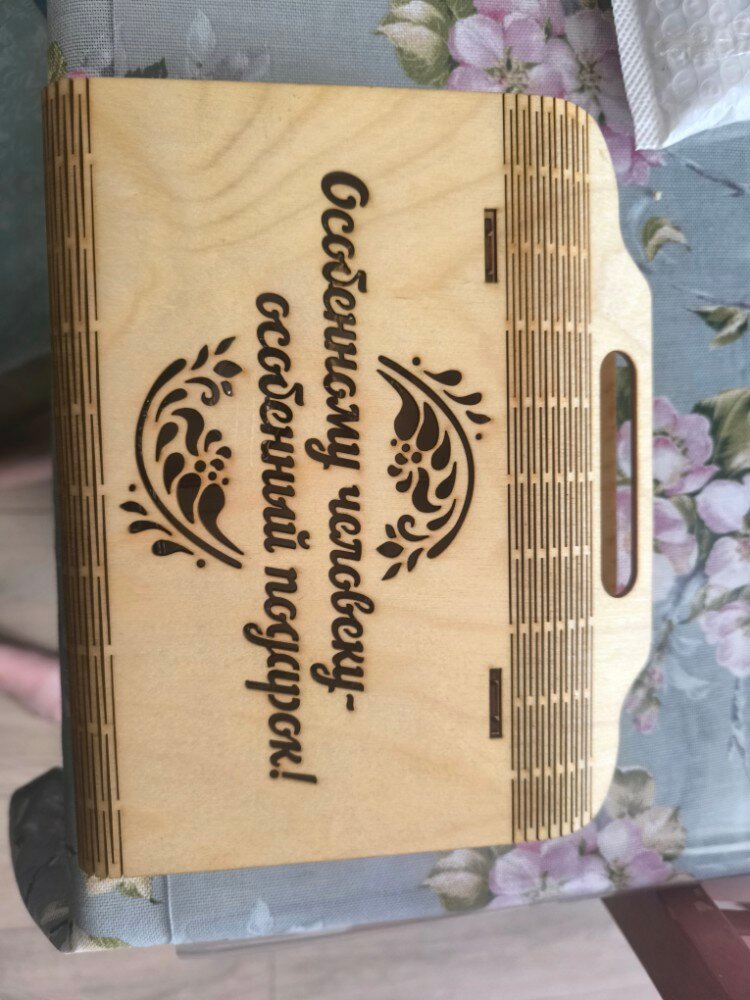 Особенному человеку-
особенный подарок!